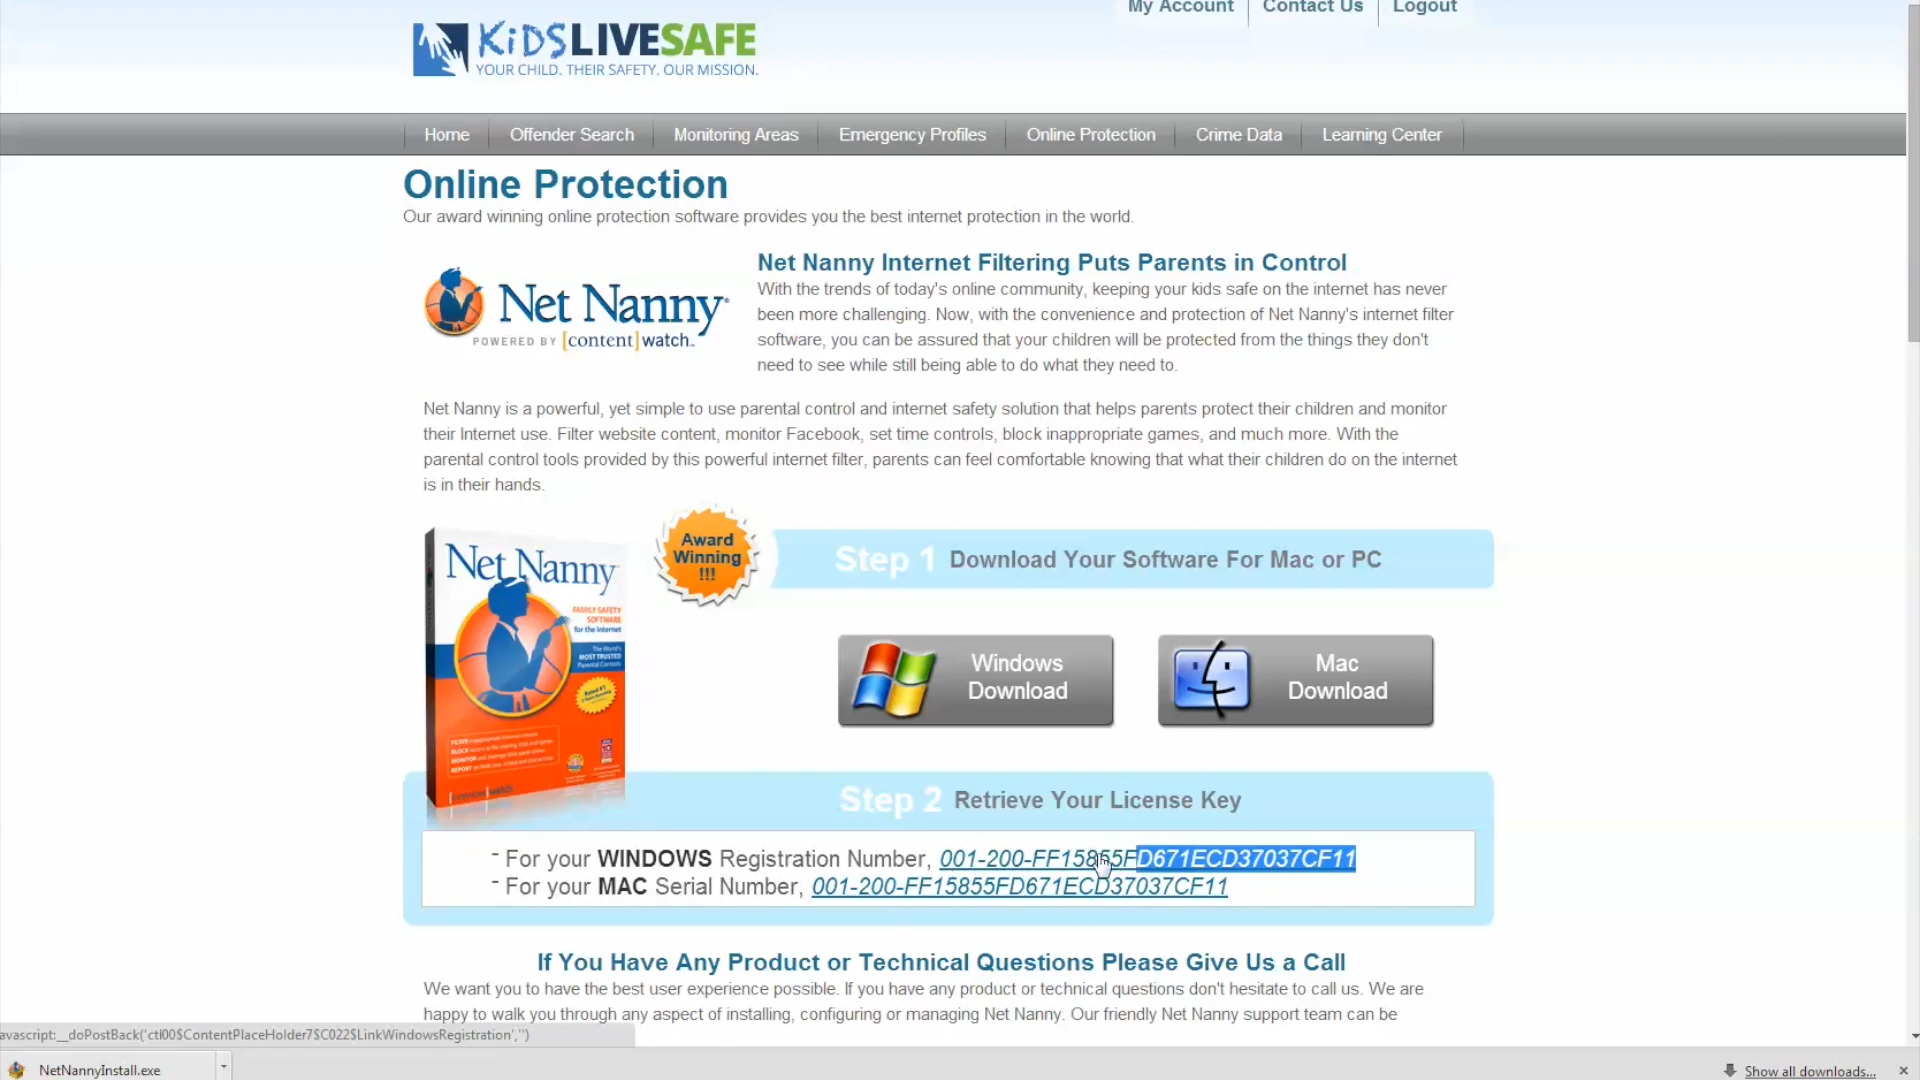 My Account
Contact Us
Logout
KiDSLIVESAFE
YOUR CHILD. THEIR SAFETY. OUR MISSION.
Home
Offender Search
Monitoring Areas
Emergency Profiles
Online Protection
Crime Data
Learning Center
Online Protection
Our award winning online protection software provides you the best internet protection in the world.
Net Nanny
POWERED BY [content]watch.
Net Nanny Internet Filtering Puts Parents in Control
With the trends of today's online community, keeping your kids safe on the internet has never
been more challenging. Now, with the convenience and protection of Net Nanny's internet filter
software, you can be assured that your children will be protected from the things they don't
need to see while still being able to do what they need to.
Net Nanny is a powerful, yet simple to use parental control and internet safety solution that helps parents protect their children and monitor
their Internet use. Filter website content, monitor Facebook, set time controls, block inappropriate games, and much more. With the
parental control tools provided by this powerful internet filter, parents can feel comfortable knowing that what their children do on the internet
is in their hands.
Net Nanny
FAMILY SAFETY
SOFTWARE
for the Internet
The World's
MOST TRUSTED
Parental Controls
Award
Winning
!!!
Step 1 Download Your Software For Mac or PC
Windows
Download
Mac
Download
Step 2 Retrieve Your License Key
- For your WINDOWS Registration Number, 001-200-FF15855FD671ECD37037CF11
- For your MAC Serial Number, 001-200-FF15855FD671ECD37037CF11
If You Have Any Product or Technical Questions Please Give Us a Call
We want you to have the best user experience possible. If you have any product or technical questions don't hesitate to call us. We are
happy to walk you through any aspect of installing, configuring or managing Net Nanny. Our friendly Net Nanny support team can be
avascript:__doPostBack('ctl00$ContentPlaceHolder7$C022$LinkWindowsRegistration','')
NetNannyInstall.exe
Show all downloads...